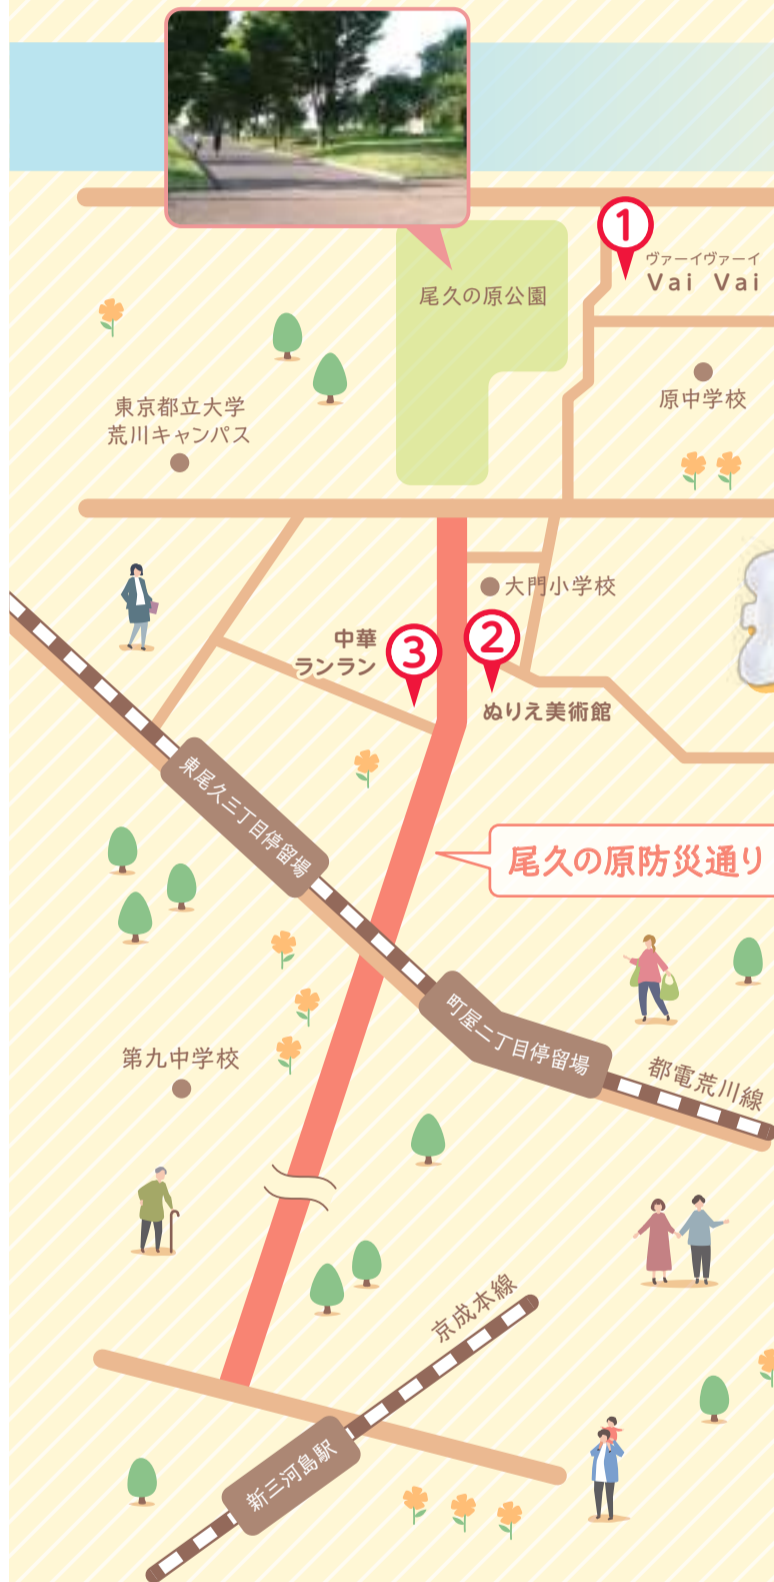 1
ヴァーイヴァーイ
Vai Vai
尾久の原公園
原中学校
東京都立大学
荒川キャンパス
大門小学校
中華
ランラン
3
2
ぬりえ美術館
東尾久三丁目停留場
尾久の原防災通り
町屋二丁目停留場
都電荒川線
第九中学校
京成本線
新三河島駅